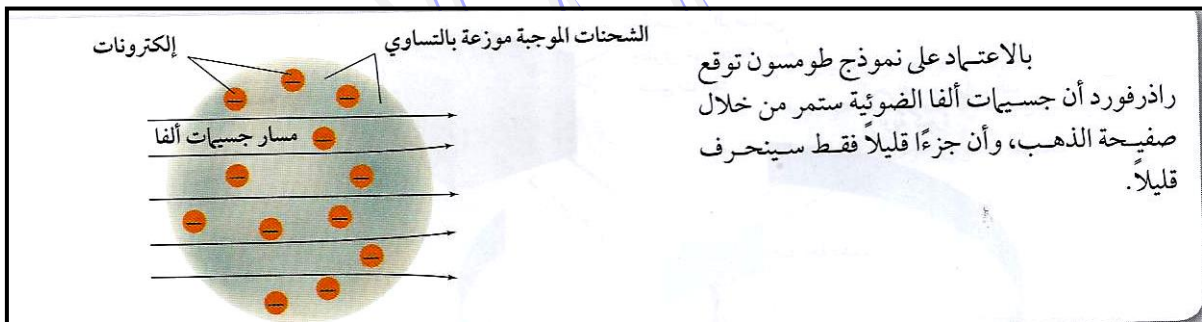 بالاعتماد على نموذج طومسون توقع
رذرفورد أن جسيمات ألفا الضوئية ستمر من خلال
صفيحة الذهب، وأن جزءًا قليلاً فقط سينحرف
قليلاً.
الشحنات الموجبة موزعة بالتساوي
إلكترونات
مسار جسيمات ألفا